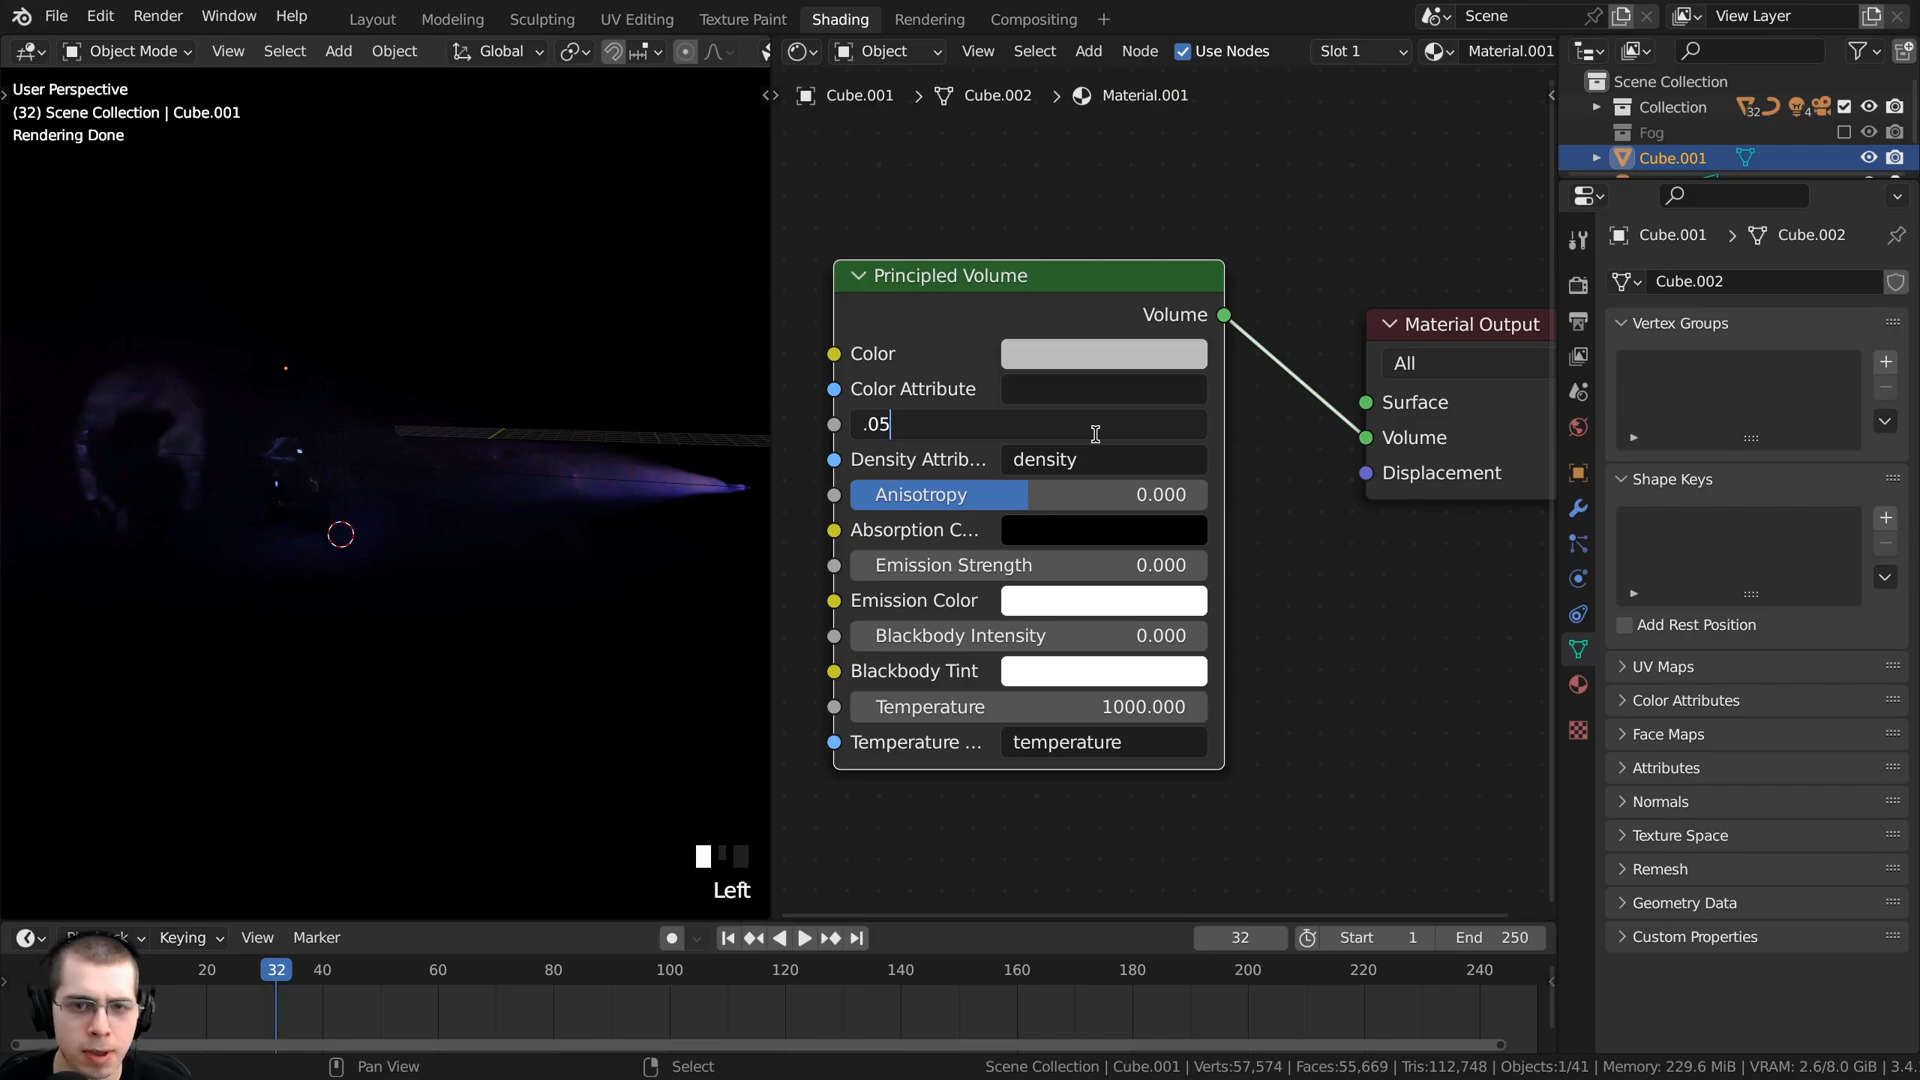 File Edit Render Window Help Layout Modeling Sculpting UV Editing Texture Paint Shading Rendering Compositing + Scene View Layer
Object Mode View Select Add Object Global Object View Select Add Node Use Nodes Slot 1 Material.001
User Perspective
(32) Scene Collection | Cube.001
Rendering Done
Cube.001 > Cube.002 > Material.001
Scene Collection
Collection 32 4
Fog
Cube.001
Principled Volume
Volume
Color
Color Attribute
.05
Density Attrib... density
Anisotropy 0.000
Absorption C...
Emission Strength 0.000
Emission Color
Blackbody Intensity 0.000
Blackbody Tint
Temperature 1000.000
Temperature ... temperature
Material Output
All
Surface
Volume
Displacement
Cube.001 > Cube.002
Cube.002
Vertex Groups
Shape Keys
Add Rest Position
UV Maps
Color Attributes
Face Maps
Attributes
Normals
Texture Space
Remesh
Geometry Data
Custom Properties
Left
Keying View Marker 32 Start 1 End 250
20 32 40 60 80 100 120 140 160 180 200 220 240
Pan View Select Scene Collection | Cube.001 | Verts:57,574 | Faces:55,669 | Tris:112,748 | Objects:1/41 | Memory: 229.6 MiB | VRAM: 2.6/8.0 GiB | 3.4.